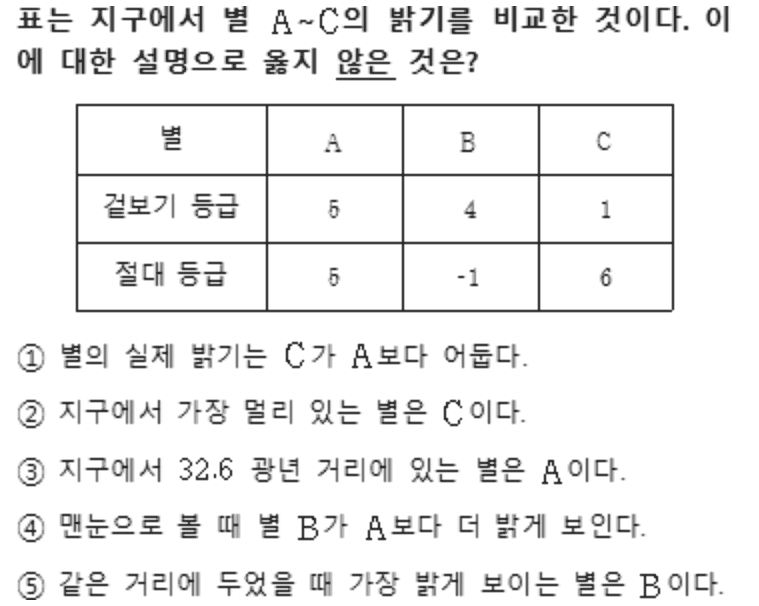 표는 지구에서 별 A~C의 밝기를 비교한 것이다. 이
에 대한 설명으로 옳지 않은 것은?
별 A B C
겉보기 등급 5 4 1
절대 등급 5 -1 6
① 별의 실제 밝기는 C가 A보다 어둡다.
② 지구에서 가장 멀리 있는 별은 C이다.
③ 지구에서 32.6 광년 거리에 있는 별은 A이다.
④ 맨눈으로 볼 때 별 B가 A보다 더 밝게 보인다.
⑤ 같은 거리에 두었을 때 가장 밝게 보이는 별은 B이다.